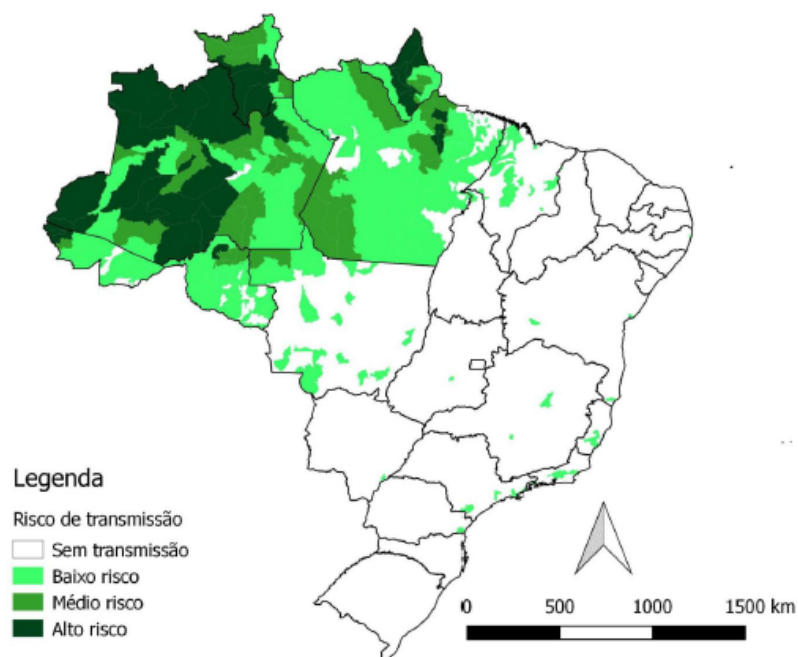 Legenda
Risco de transmissão
Sem transmissão
Baixo risco
Médio risco
Alto risco
0 500 1000 1500 km